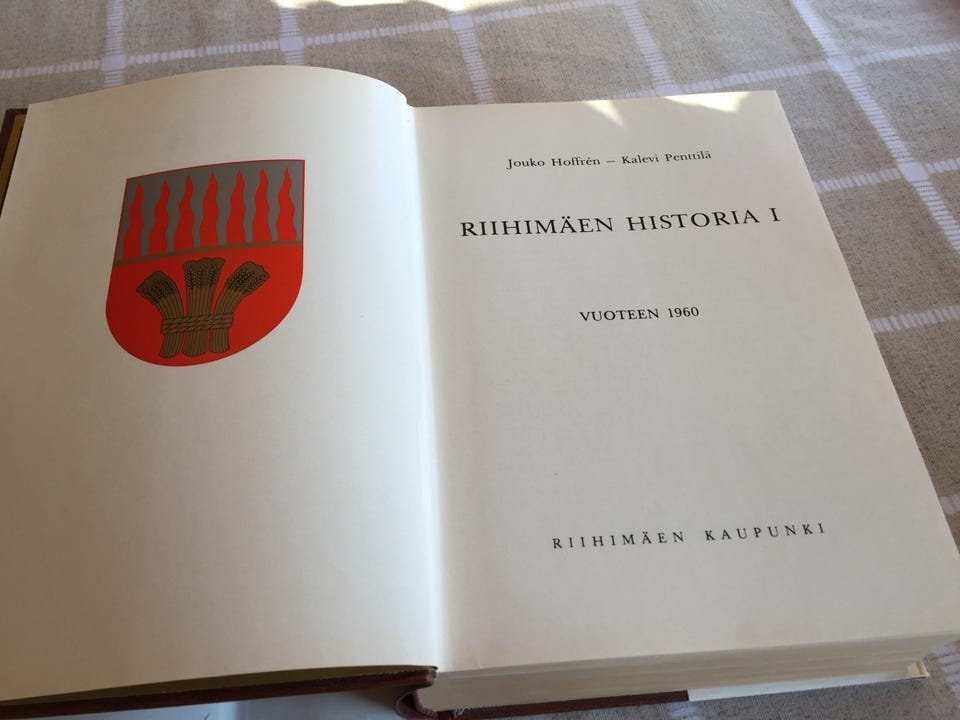 Jouko Hoffrén – Kalevi Penttilä
RIIHIMÄEN HISTORIA I
VUOTEEN 1960
RIIHIMÄEN KAUPUNKI